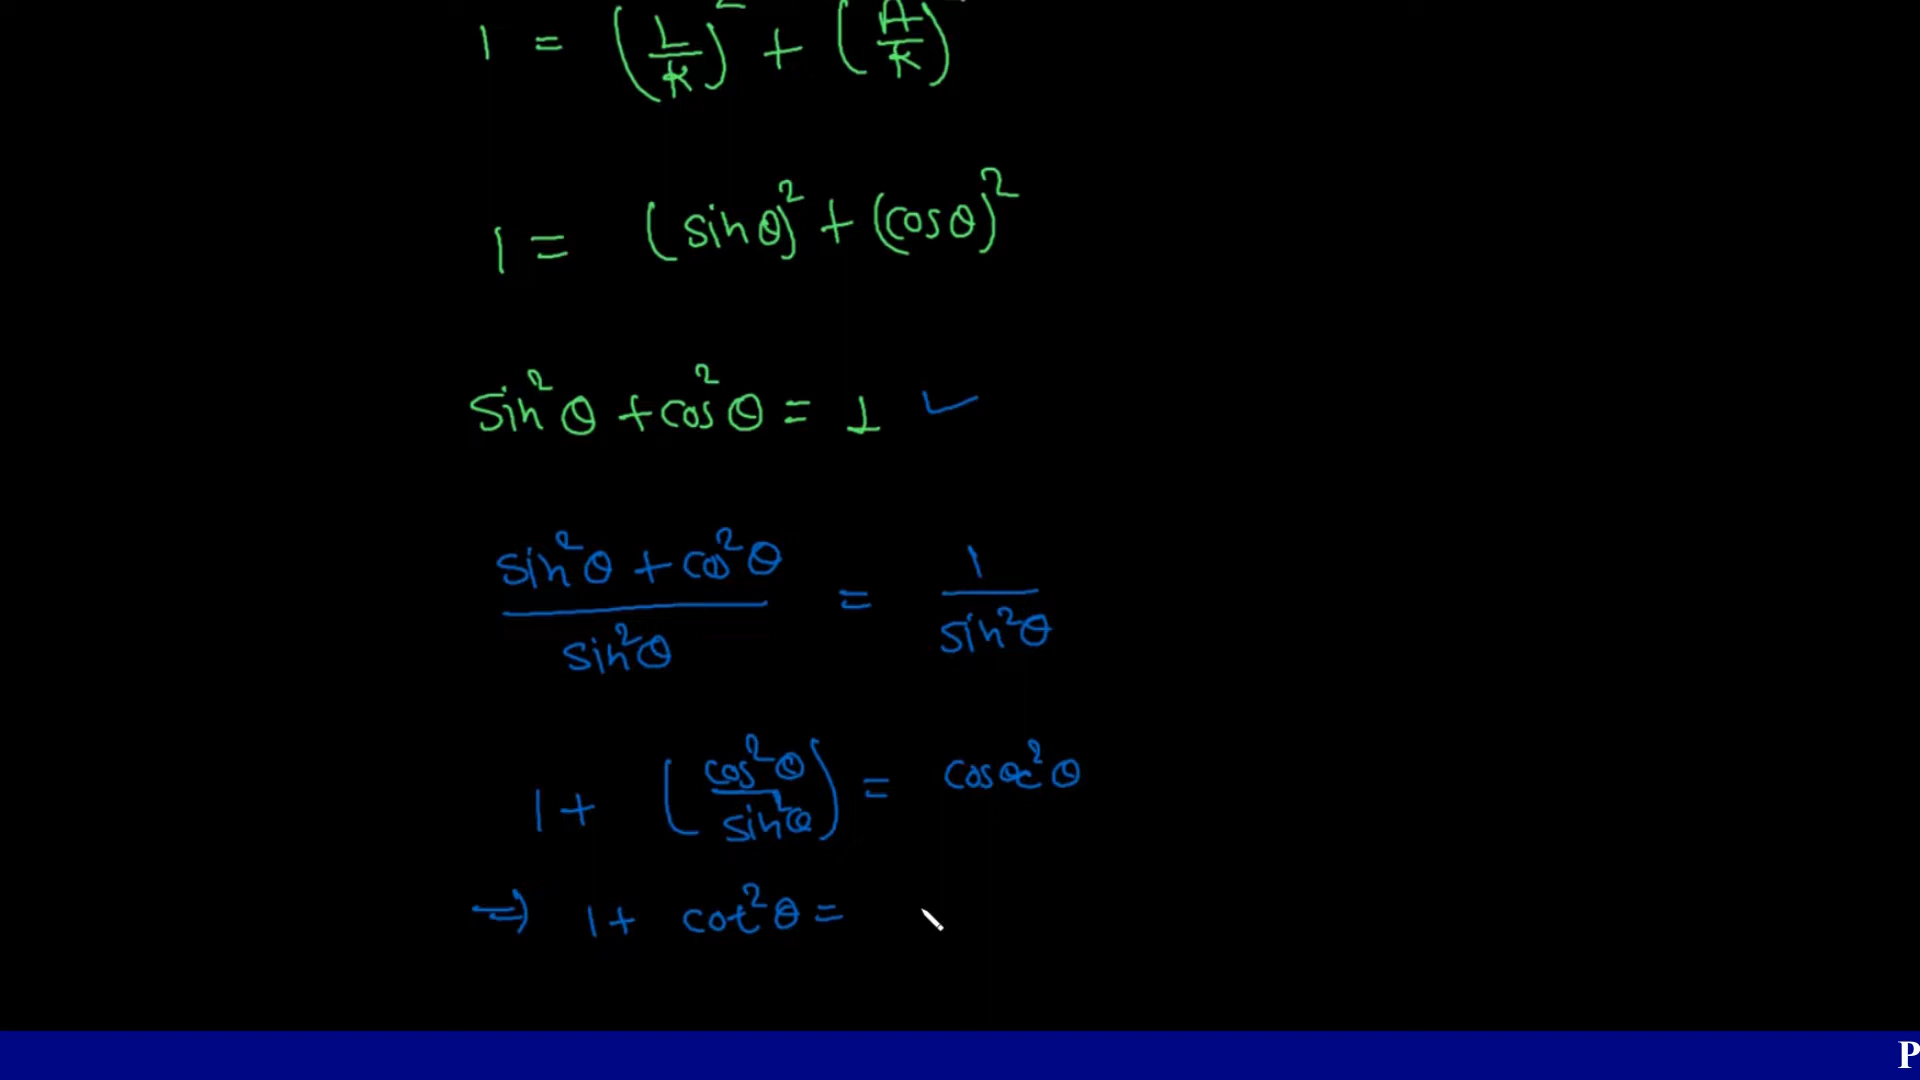 1 = (L/K)² + (A/K)
1 = (sinθ)² + (cosθ)²
sin²θ + cos²θ = 1 ✓
(sin²θ + cos²θ)/sin²θ = 1/sin²θ
1 + (cos²θ/sin²θ) = cosec²θ
⇒ 1 + cot²θ =
P